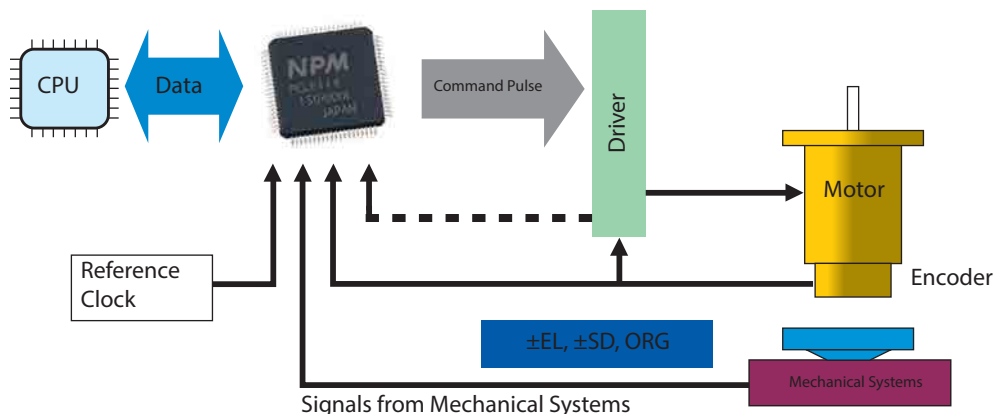 CPU
Data
NPM
JAPAN
Command Pulse
Driver
Motor
Reference
Clock
Encoder
±EL, ±SD, ORG
Mechanical Systems
Signals from Mechanical Systems